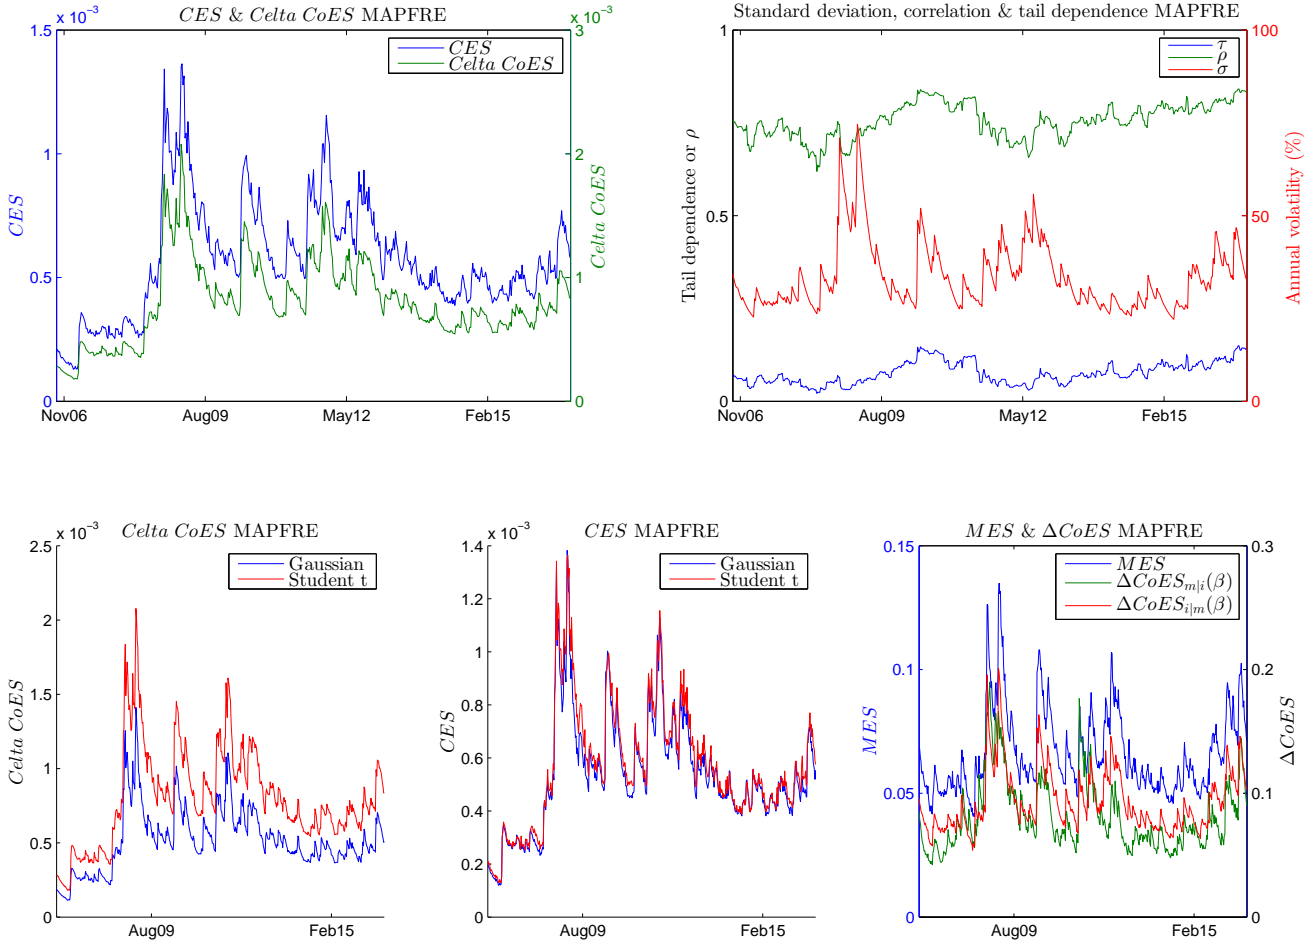 CES & Celta CoES MAPFRE
x 10⁻³
x 10⁻³
1.5
1
0.5
0
CES
3
2
1
0
Celta CoES
CES
Celta CoES
Nov06 Aug09 May12 Feb15
Standard deviation, correlation & tail dependence MAPFRE
1
0.5
0
Tail dependence or ρ
100
50
0
Annual volatility (%)
τ
ρ
σ
Nov06 Aug09 May12 Feb15
Celta CoES MAPFRE
x 10⁻³
2.5
2
1.5
1
0.5
0
Celta CoES
Gaussian
Student t
Aug09 Feb15
CES MAPFRE
x 10⁻³
1.4
1.2
1
0.8
0.6
0.4
0.2
0
CES
Gaussian
Student t
Aug09 Feb15
MES & ΔCoES MAPFRE
0.15
0.1
0.05
0
MES
0.3
0.2
0.1
0
ΔCoES
MES
ΔCoES_{m|i}(β)
ΔCoES_{i|m}(β)
Aug09 Feb15